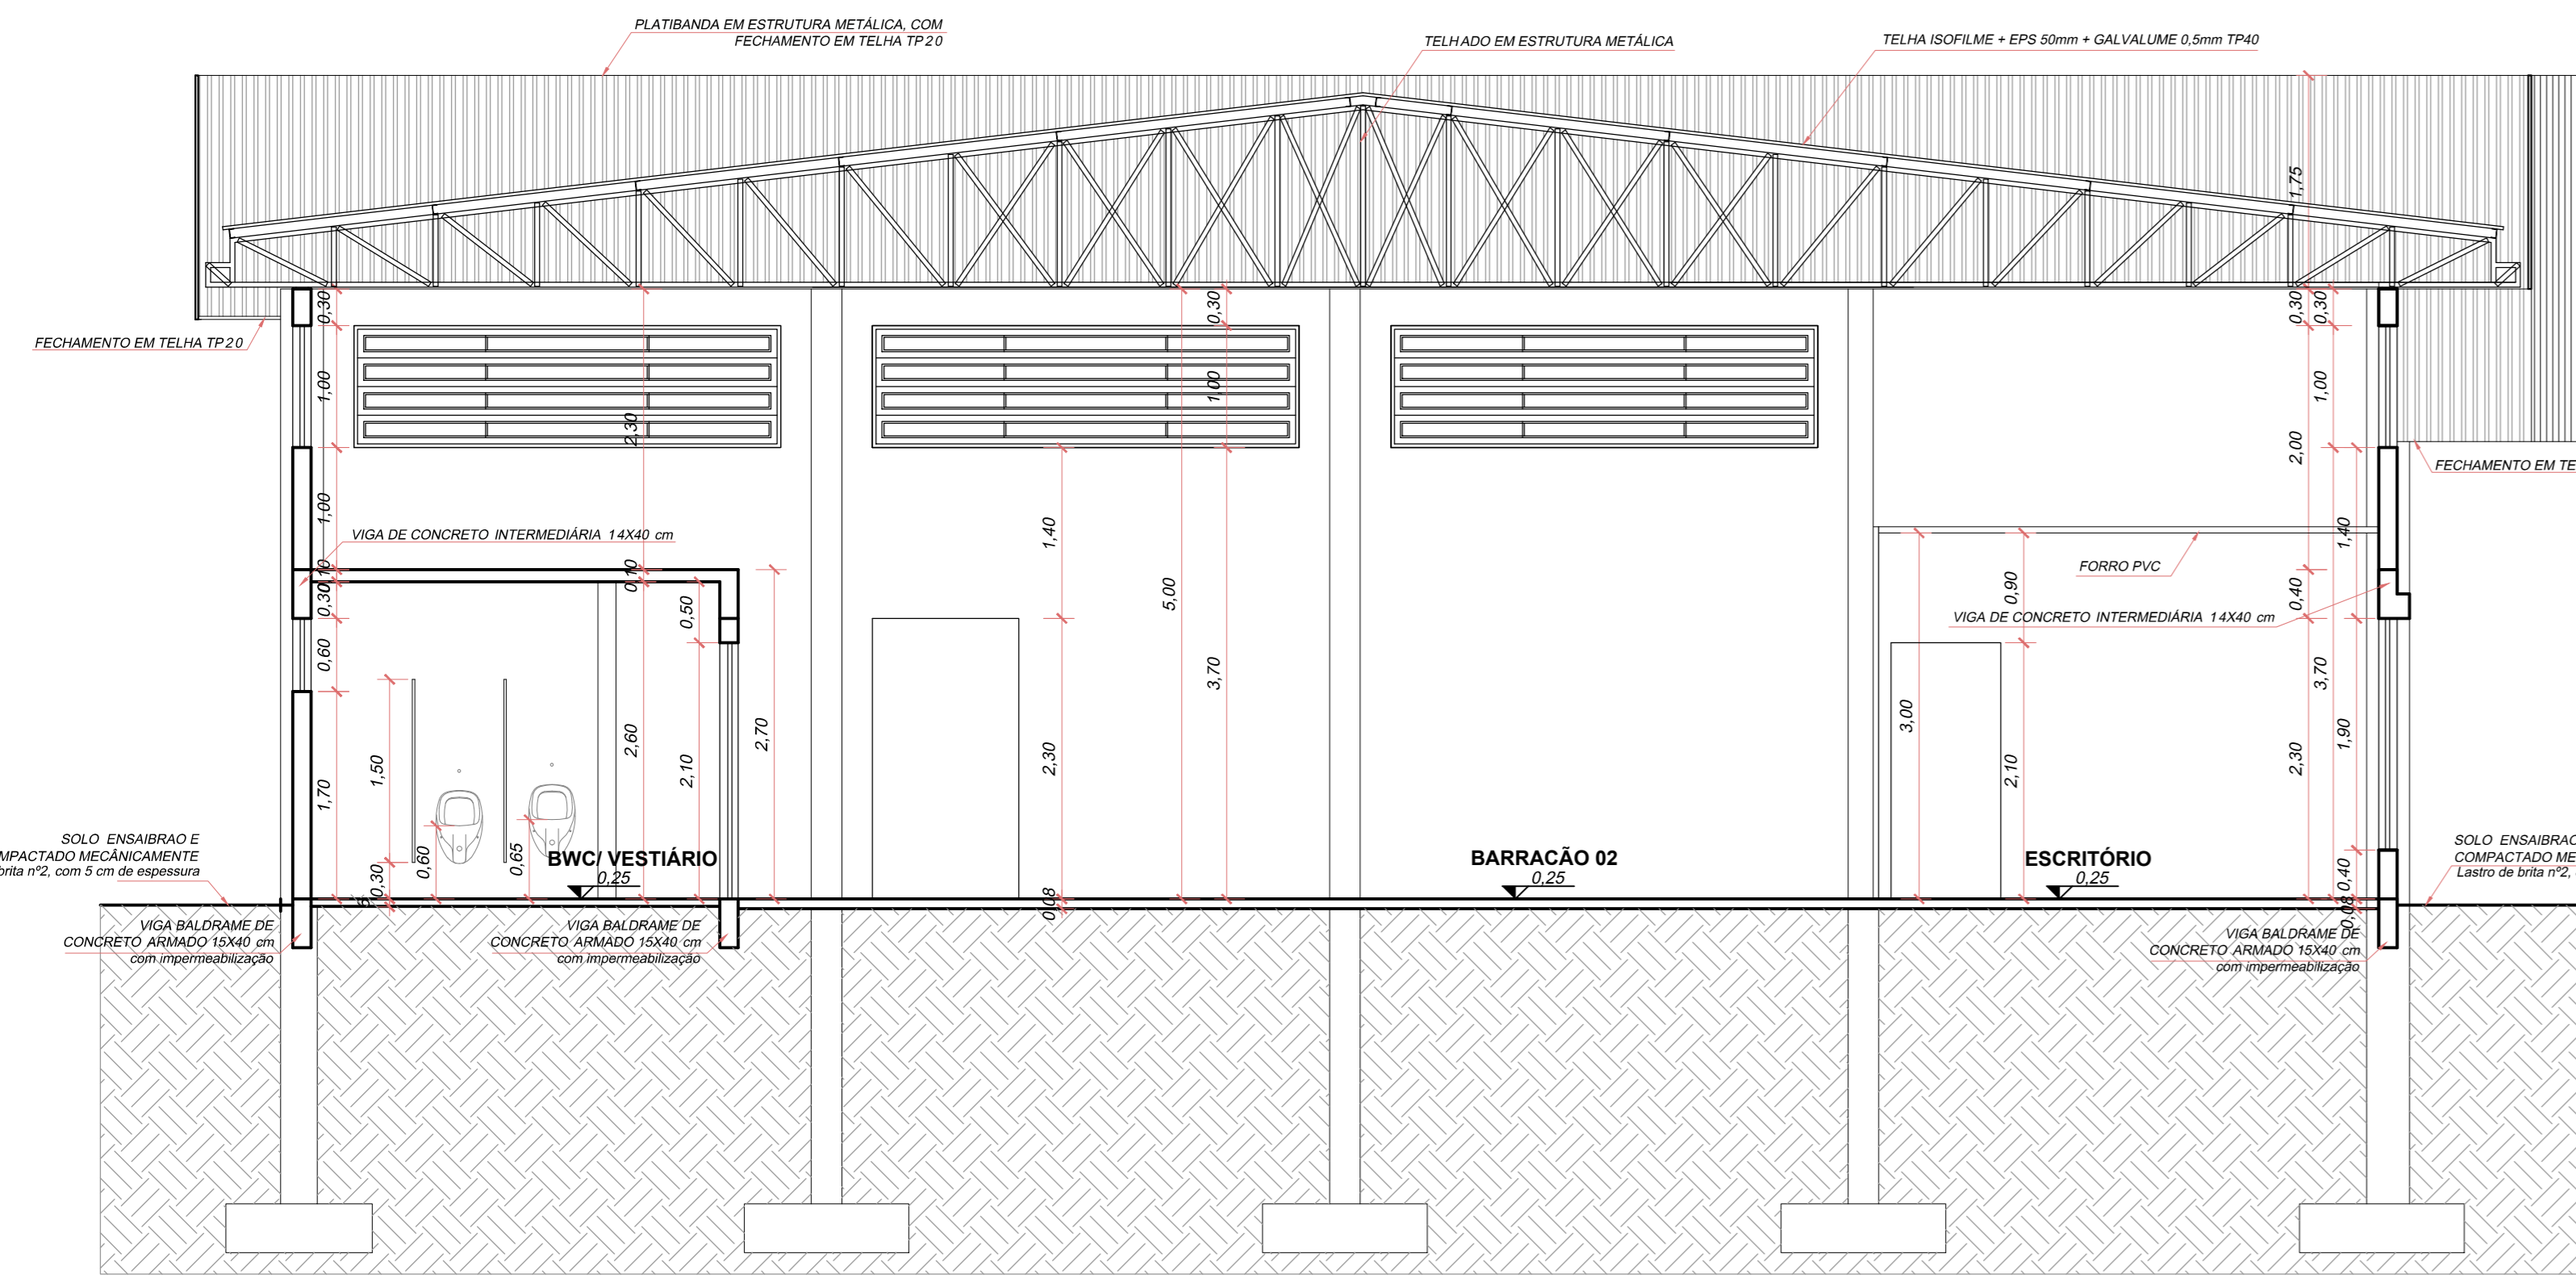 PLATIBANDA EM ESTRUTURA METÁLICA, COM
FECHAMENTO EM TELHA TP20
TELHADO EM ESTRUTURA METÁLICA
TELHA ISOFILME + EPS 50mm + GALVALUME 0,5mm TP40
1,75
0,30
0,30
0,30
0,30
FECHAMENTO EM TELHA TP20
1,00
2,30
1,00
1,00
2,00
FECHAMENTO EM TE
1,00
1,40
1,40
VIGA DE CONCRETO INTERMEDIÁRIA 14X40 cm
0,10
0,10
0,30
0,50
5,00
0,90
FORRO PVC
0,40
VIGA DE CONCRETO INTERMEDIÁRIA 14X40 cm
0,60
3,70
3,70
1,50
1,70
2,60
2,10
2,70
2,30
3,00
2,10
2,30
1,90
SOLO ENSAIBRAO E
MPACTADO MECÂNICAMENTE
brita nº2, com 5 cm de espessura
0,30
0,60
0,65
BWC/ VESTIÁRIO
0,25
BARRACÃO 02
0,25
ESCRITÓRIO
0,25
0,40
SOLO ENSAIBRAO
COMPACTADO ME
Lastro de brita nº2,
0,08
0,08
VIGA BALDRAME DE
CONCRETO ARMADO 15X40 cm
com impermeabilização
VIGA BALDRAME DE
CONCRETO ARMADO 15X40 cm
com impermeabilização
VIGA BALDRAME DE
CONCRETO ARMADO 15X40 cm
com impermeabilização